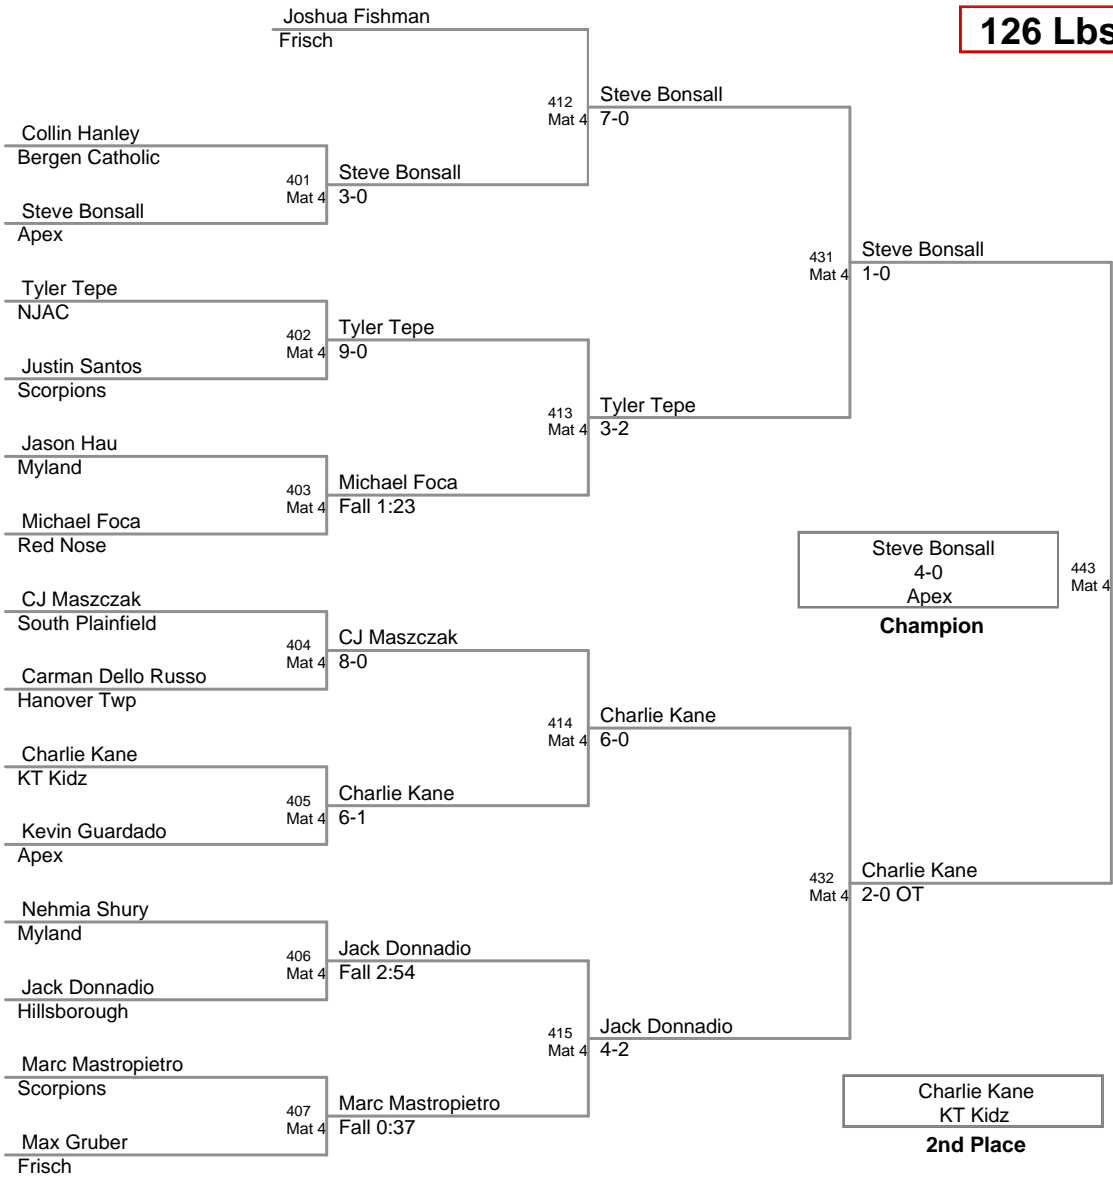 Joshua Fishman
Frisch
126 Lbs
412
Mat 4
Steve Bonsall
7-0
Collin Hanley
Bergen Catholic
401
Mat 4
Steve Bonsall
3-0
Steve Bonsall
Apex
431
Mat 4
Steve Bonsall
1-0
Tyler Tepe
NJAC
402
Mat 4
Tyler Tepe
9-0
Justin Santos
Scorpions
413
Mat 4
Tyler Tepe
3-2
Jason Hau
Myland
403
Mat 4
Michael Foca
Fall 1:23
Michael Foca
Red Nose
Steve Bonsall
4-0
Apex
Champion
443
Mat 4
CJ Maszczak
South Plainfield
404
Mat 4
CJ Maszczak
8-0
Carman Dello Russo
Hanover Twp
414
Mat 4
Charlie Kane
6-0
Charlie Kane
KT Kidz
405
Mat 4
Charlie Kane
6-1
Kevin Guardado
Apex
432
Mat 4
Charlie Kane
2-0 OT
Nehmia Shury
Myland
406
Mat 4
Jack Donnadio
Fall 2:54
Jack Donnadio
Hillsborough
415
Mat 4
Jack Donnadio
4-2
Marc Mastropietro
Scorpions
407
Mat 4
Marc Mastropietro
Fall 0:37
Max Gruber
Frisch
Charlie Kane
KT Kidz
2nd Place